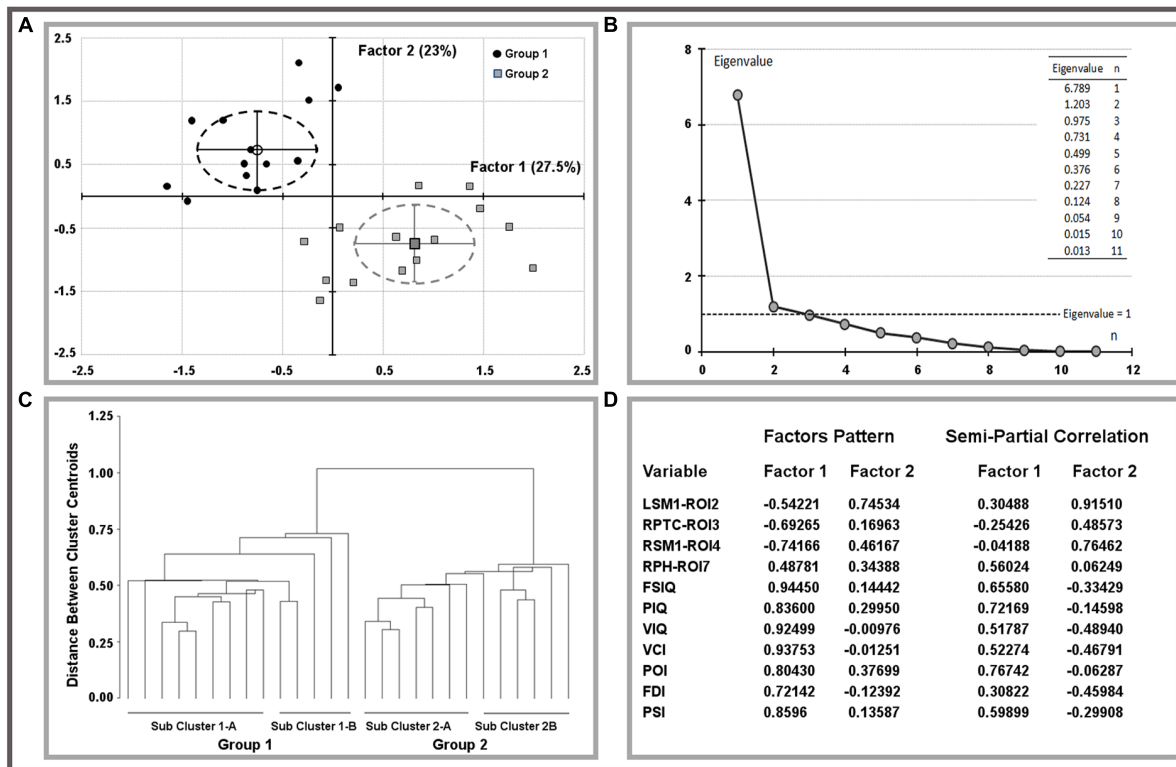 A
Factor 2 (23%)
Group 1
Group 2
Factor 1 (27.5%)
2.5
1.5
0.5
-0.5
-1.5
-2.5
-2.5 -1.5 -0.5 0.5 1.5 2.5
B
Eigenvalue
8
6
4
2
0
0 2 4 6 8 10 12
Eigenvalue n
6.789 1
1.203 2
0.975 3
0.731 4
0.499 5
0.376 6
0.227 7
0.124 8
0.054 9
0.015 10
0.013 11
Eigenvalue = 1
n
C
Distance Between Cluster Centroids
1.25
1.00
0.75
0.50
0.25
0.00
Sub Cluster 1-A Sub Cluster 1-B Sub Cluster 2-A Sub Cluster 2B
Group 1 Group 2
D
Factors Pattern Semi-Partial Correlation
Variable Factor 1 Factor 2 Factor 1 Factor 2
LSM1-ROI2 -0.54221 0.74534 0.30488 0.91510
RPTC-ROI3 -0.69265 0.16963 -0.25426 0.48573
RSM1-ROI4 -0.74166 0.46167 -0.04188 0.76462
RPH-ROI7 0.48781 0.34388 0.56024 0.06249
FSIQ 0.94450 0.14442 0.65580 -0.33429
PIQ 0.83600 0.29950 0.72169 -0.14598
VIQ 0.92499 -0.00976 0.51787 -0.48940
VCI 0.93753 -0.01251 0.52274 -0.46791
POI 0.80430 0.37699 0.76742 -0.06287
FDI 0.72142 -0.12392 0.30822 -0.45984
PSI 0.8596 0.13587 0.59899 -0.29908